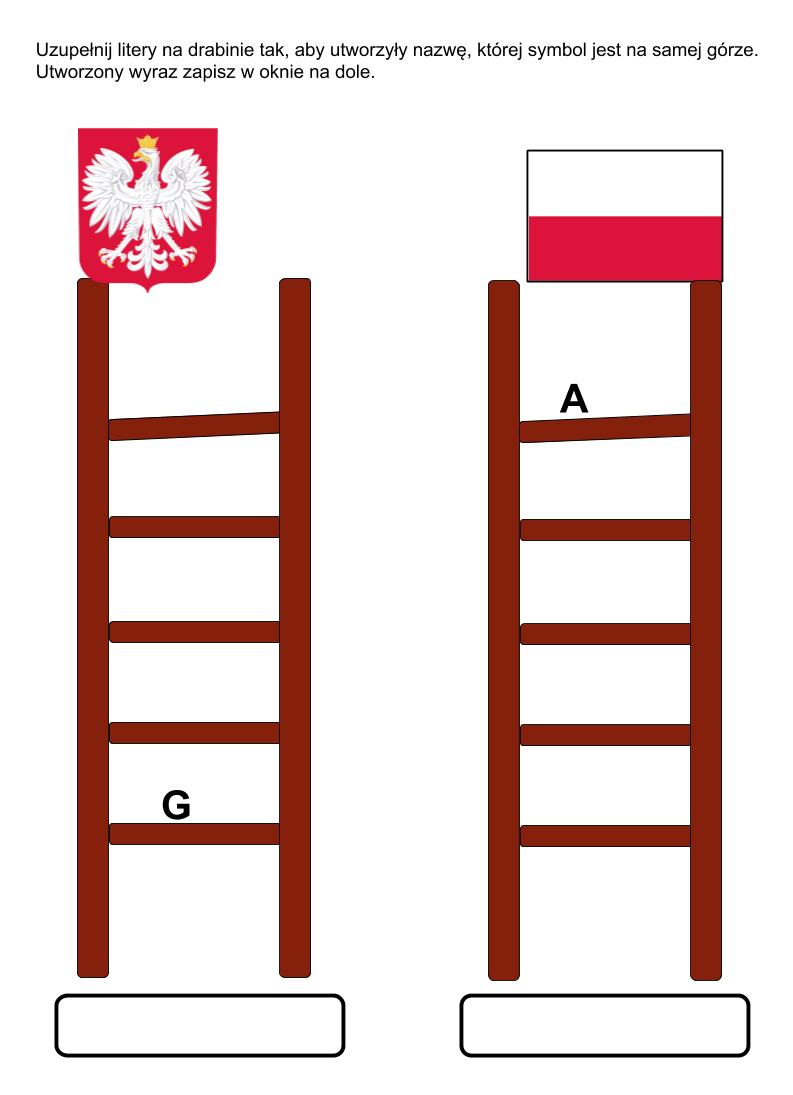 Uzupełnij litery na drabinie tak, aby utworzyły nazwę, której symbol jest na samej górze.
Utworzony wyraz zapisz w oknie na dole.
A
G